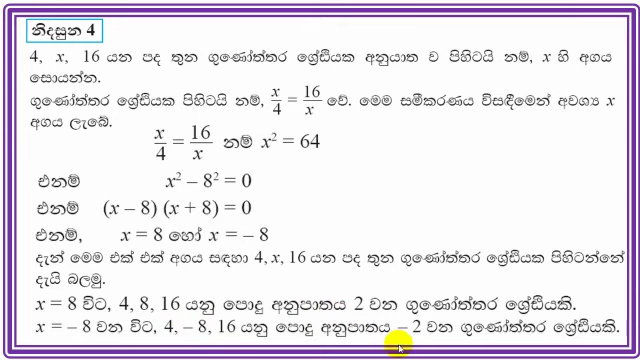 නිදසුන 4
4, x, 16 යන පද තුන ගුණෝත්තර ශ්‍රේඪියක අනුයාත ව පිහිටයි නම්, x හි අගය
සොයන්න.
ගුණෝත්තර ශ්‍රේඪියක පිහිටයි නම්, x/4 = 16/x වේ. මෙම සමීකරණය විසඳීමෙන් අවශ්‍ය x
අගය ලැබේ.
x/4 = 16/x නම් x² = 64
එනම් x² – 8² = 0
එනම් (x – 8) (x + 8) = 0
එනම්, x = 8 හෝ x = – 8
දැන් මෙම එක් එක් අගය සඳහා 4, x, 16 යන පද තුන ගුණෝත්තර ශ්‍රේඪියක පිහිටන්නේ
දැයි බලමු.
x = 8 විට, 4, 8, 16 යනු පොදු අනුපාතය 2 වන ගුණෝත්තර ශ්‍රේඪියකි.
x = – 8 වන විට, 4, – 8, 16 යනු පොදු අනුපාතය – 2 වන ගුණෝත්තර ශ්‍රේඪියකි.